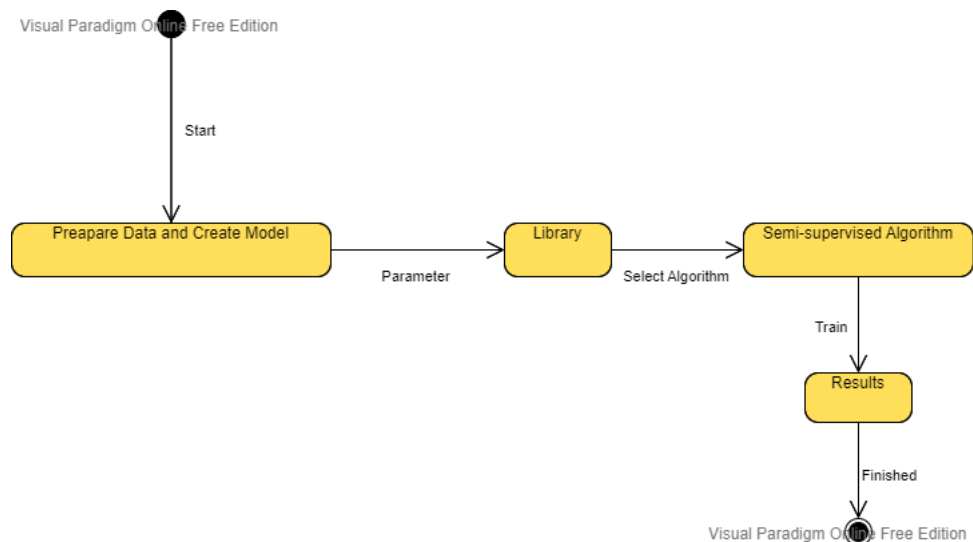 Visual Paradigm Online Free Edition
Start
Preapare Data and Create Model
Parameter
Library
Select Algorithm
Semi-supervised Algorithm
Train
Results
Finished
Visual Paradigm Online Free Edition